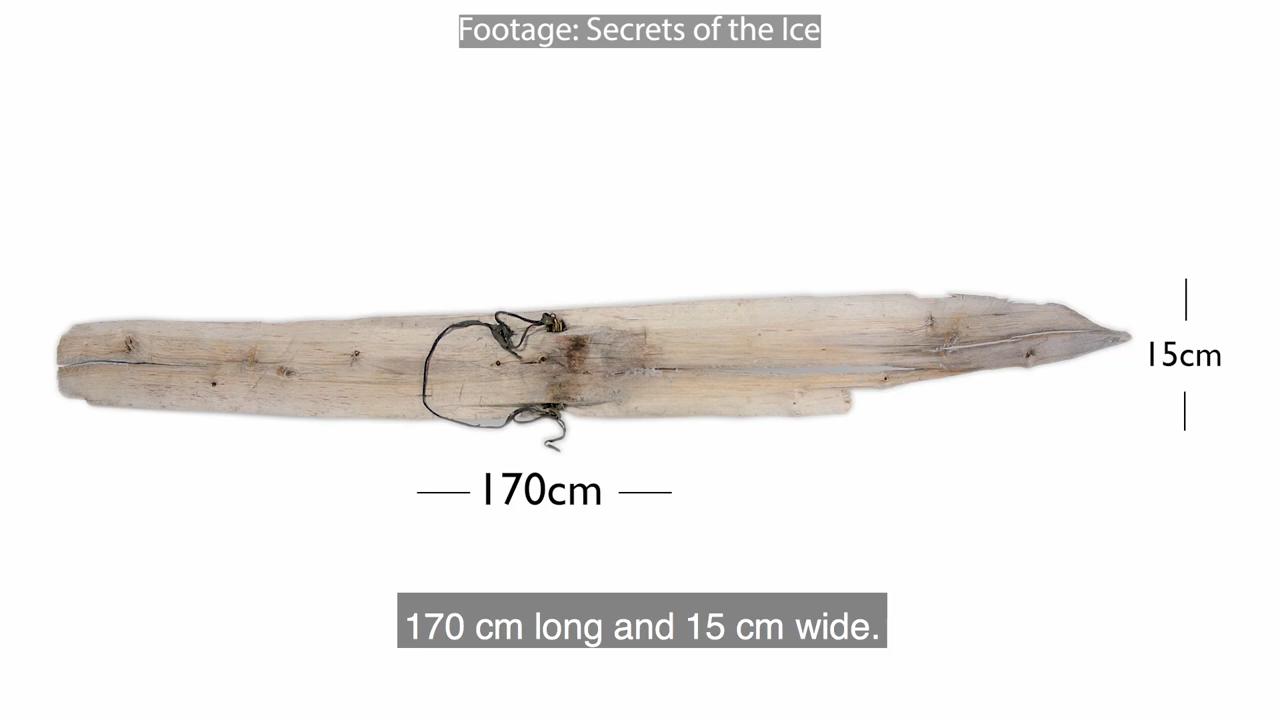 Footage: Secrets of the Ice
15cm
170cm
170 cm long and 15 cm wide.